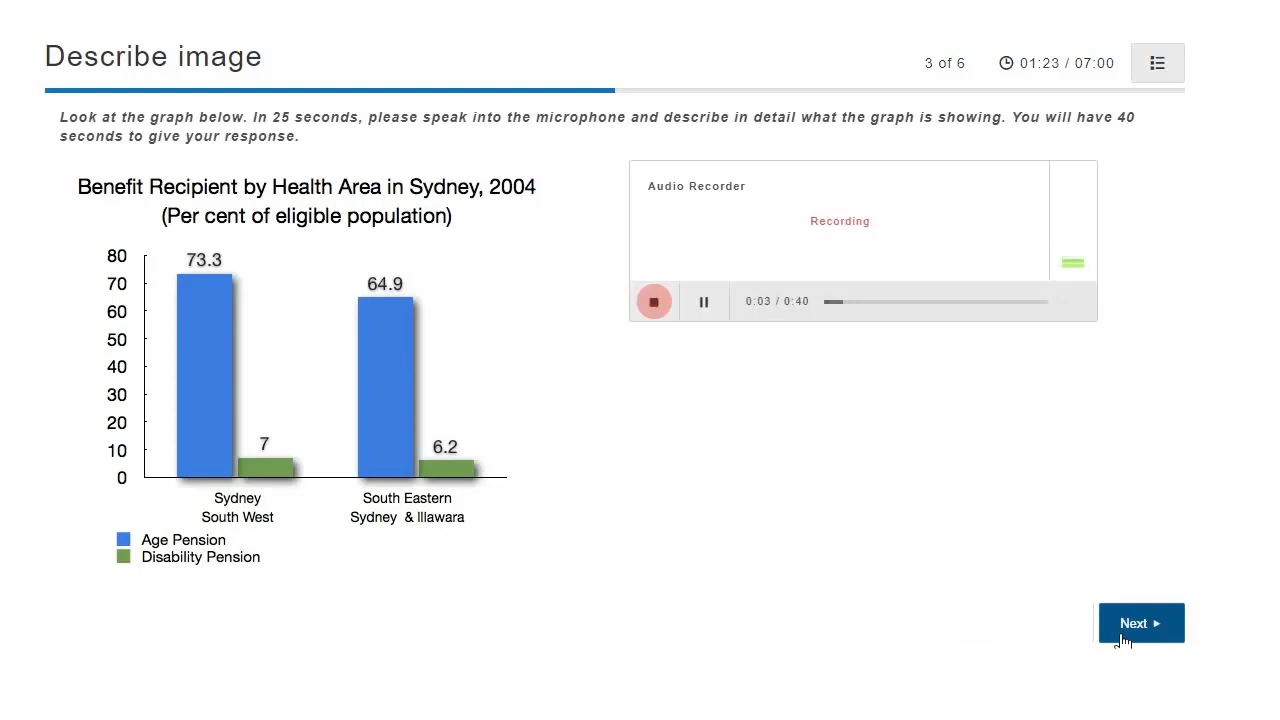 Describe image
3 of 6
01:23 / 07:00
Look at the graph below. In 25 seconds, please speak into the microphone and describe in detail what the graph is showing. You will have 40
seconds to give your response.
Benefit Recipient by Health Area in Sydney, 2004
(Per cent of eligible population)
80
70
60
50
40
30
20
10
0
73.3
7
64.9
6.2
Sydney
South West
South Eastern
Sydney & Illawara
Age Pension
Disability Pension
Audio Recorder
Recording
0:03 / 0:40
Next